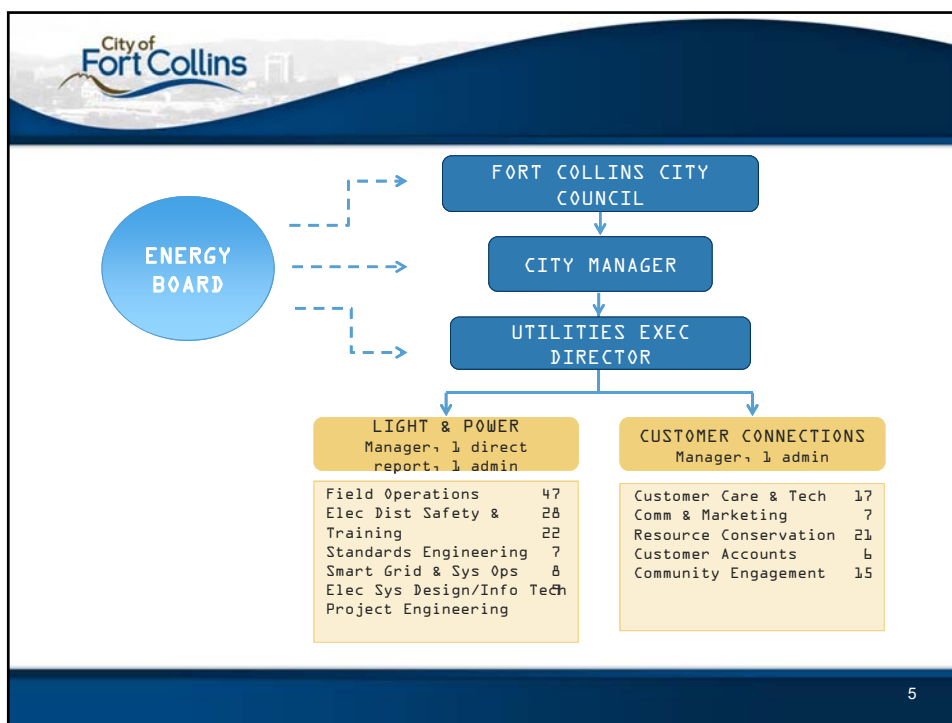 City of
Fort Collins
FORT COLLINS CITY
COUNCIL
ENERGY
BOARD
CITY MANAGER
UTILITIES EXEC
DIRECTOR
LIGHT & POWER
Manager, 1 direct
report, 1 admin
CUSTOMER CONNECTIONS
Manager, 1 admin
Field Operations 47
Elec Dist Safety & 28
Training 22
Standards Engineering 7
Smart Grid & Sys Ops 8
Elec Sys Design/Info Tech
Project Engineering
Customer Care & Tech 17
Comm & Marketing 7
Resource Conservation 21
Customer Accounts 6
Community Engagement 15
5